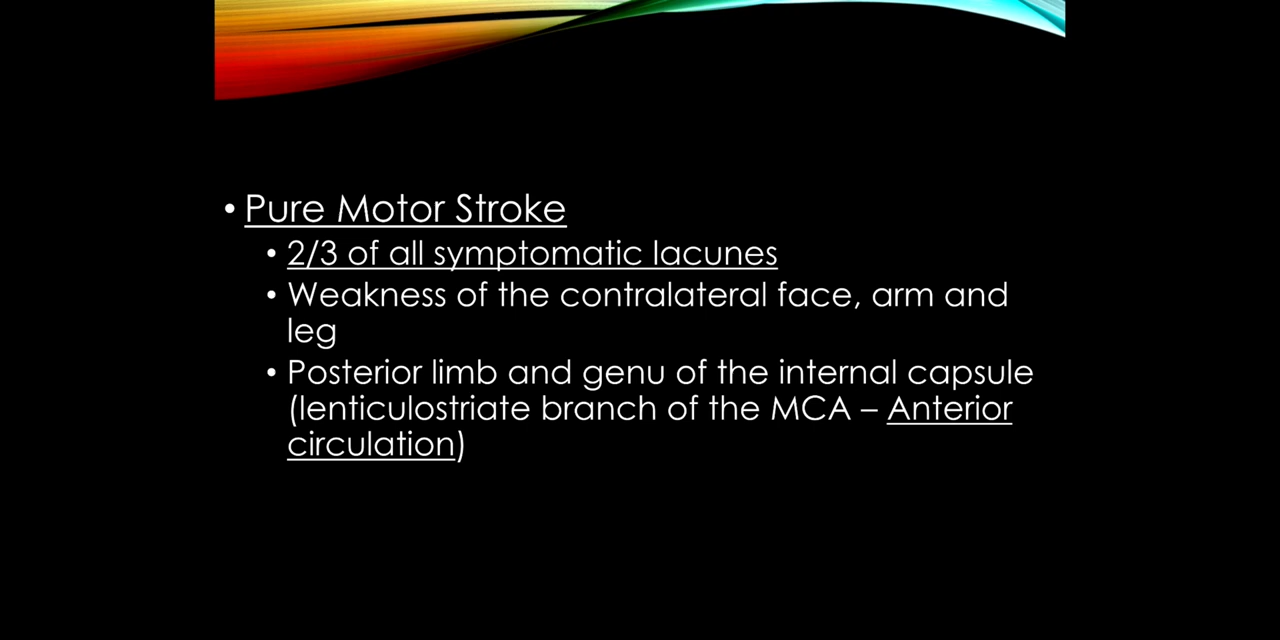 • Pure Motor Stroke
• 2/3 of all symptomatic lacunes
• Weakness of the contralateral face, arm and
leg
• Posterior limb and genu of the internal capsule
(lenticulostriate branch of the MCA – Anterior
circulation)